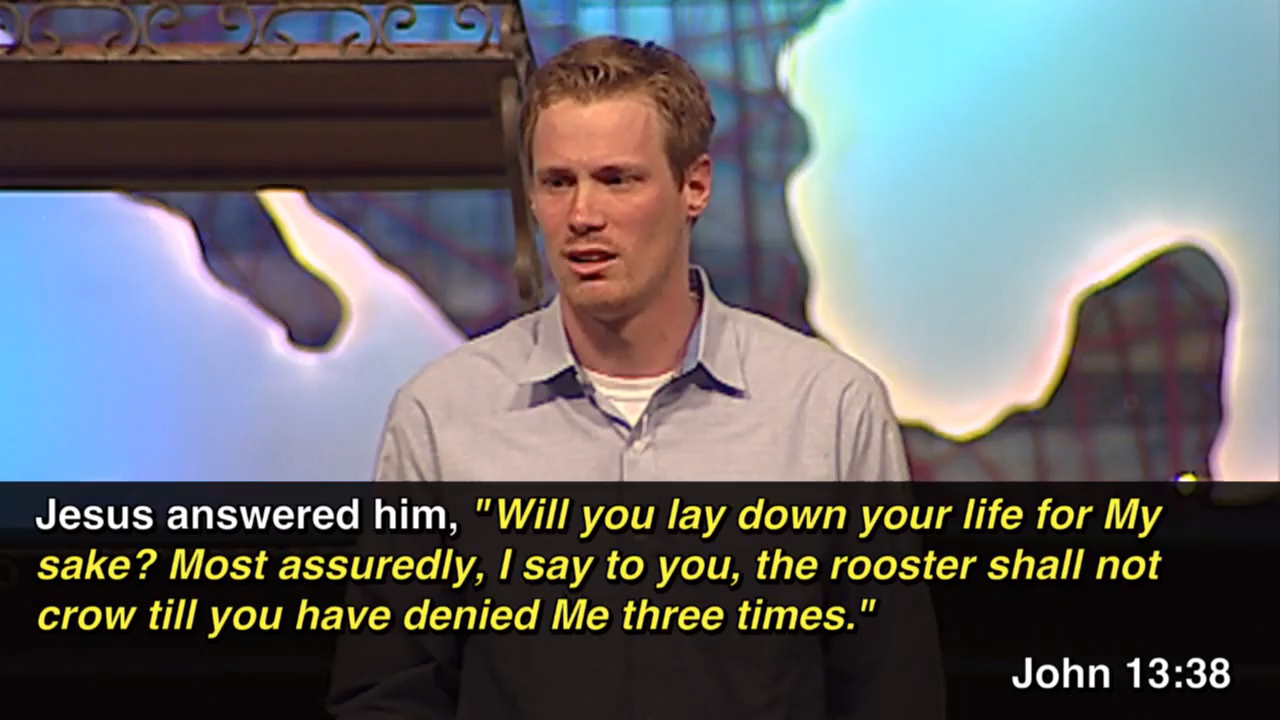 Jesus answered him, "Will you lay down your life for My
sake? Most assuredly, I say to you, the rooster shall not
crow till you have denied Me three times."
John 13:38